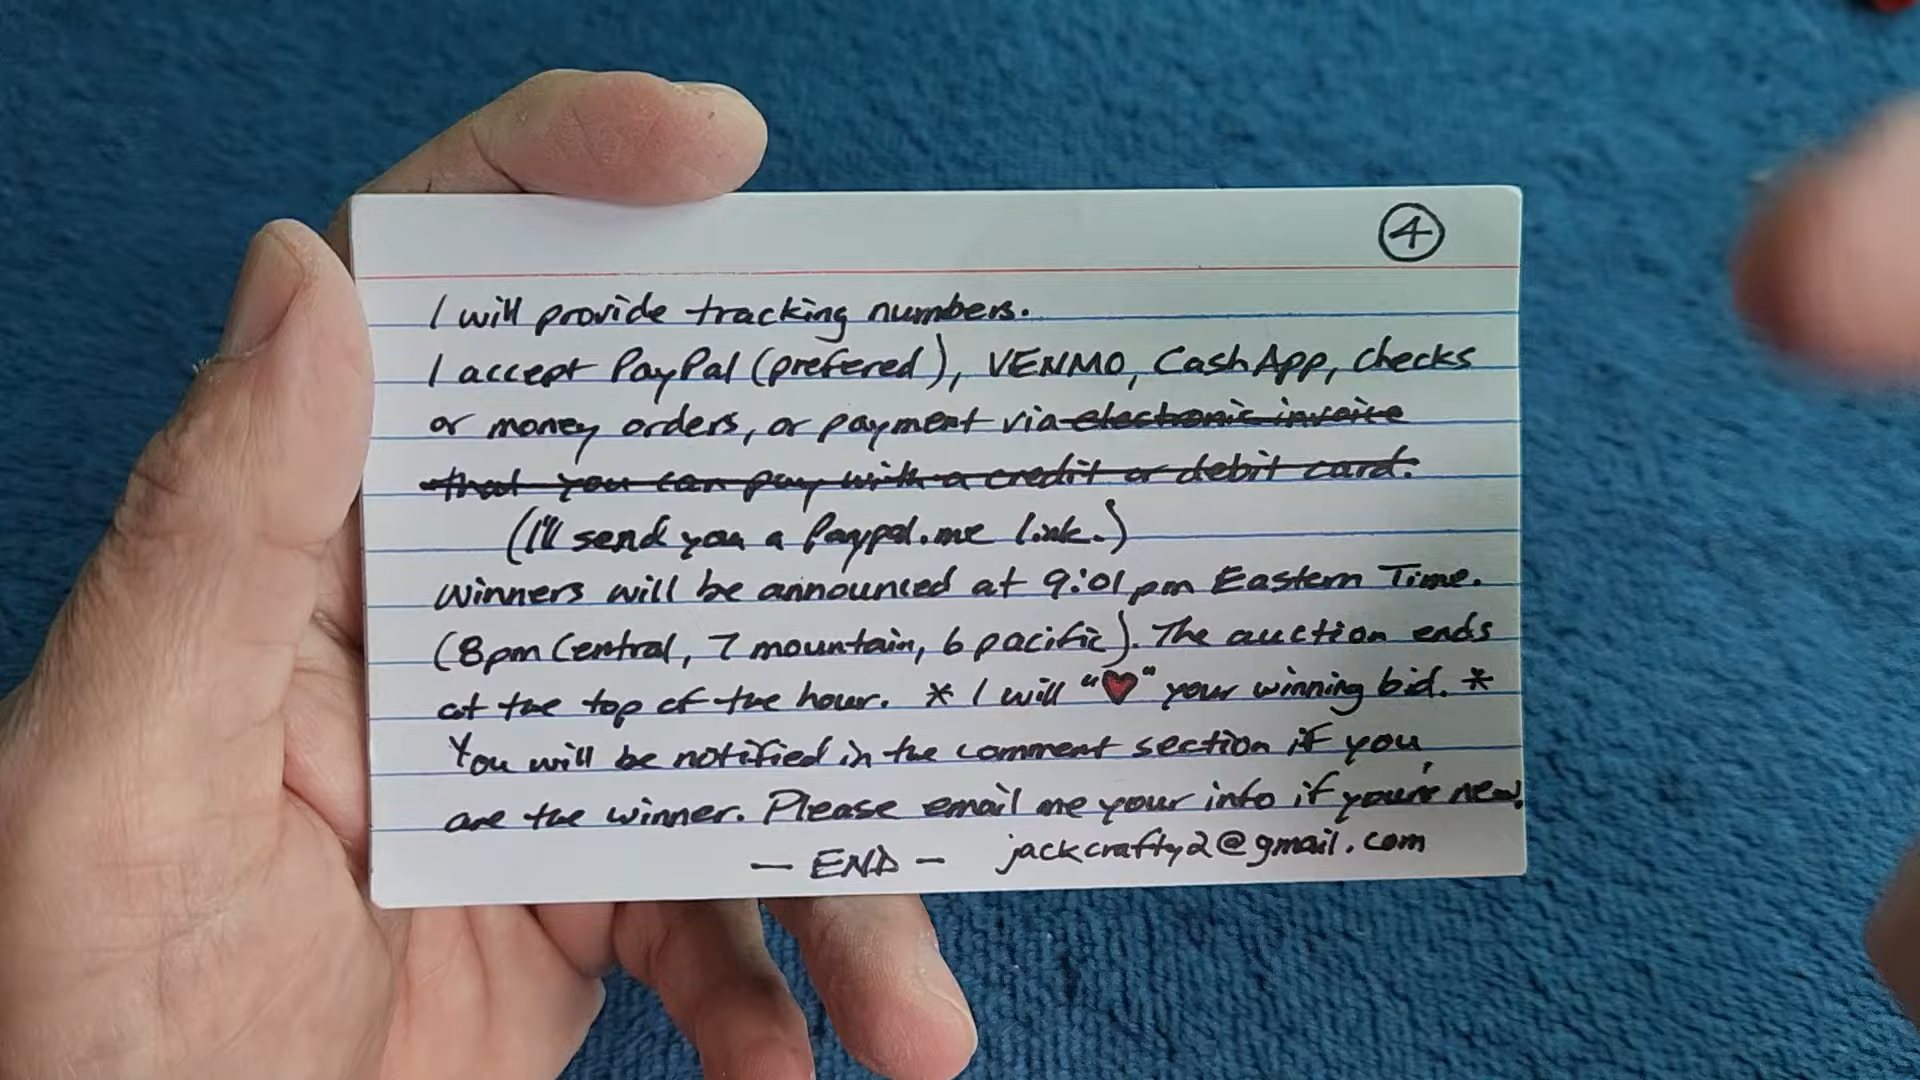 4
I will provide tracking numbers.
I accept PayPal (prefered), VENMO, CashApp, checks
or money orders, or payment via electronic invoice
that you can pay with a credit or debit card.
(I'll send you a Paypal.me link.)
Winners will be announced at 9:01pm Eastern Time.
(8pm Central, 7 mountain, 6 pacific). The auction ends
at the top of the hour. * I will "♥" your winning bid. *
You will be notified in the comment section if you
are the winner. Please email me your info if you're new!
- END - jackcrafty2@gmail.com